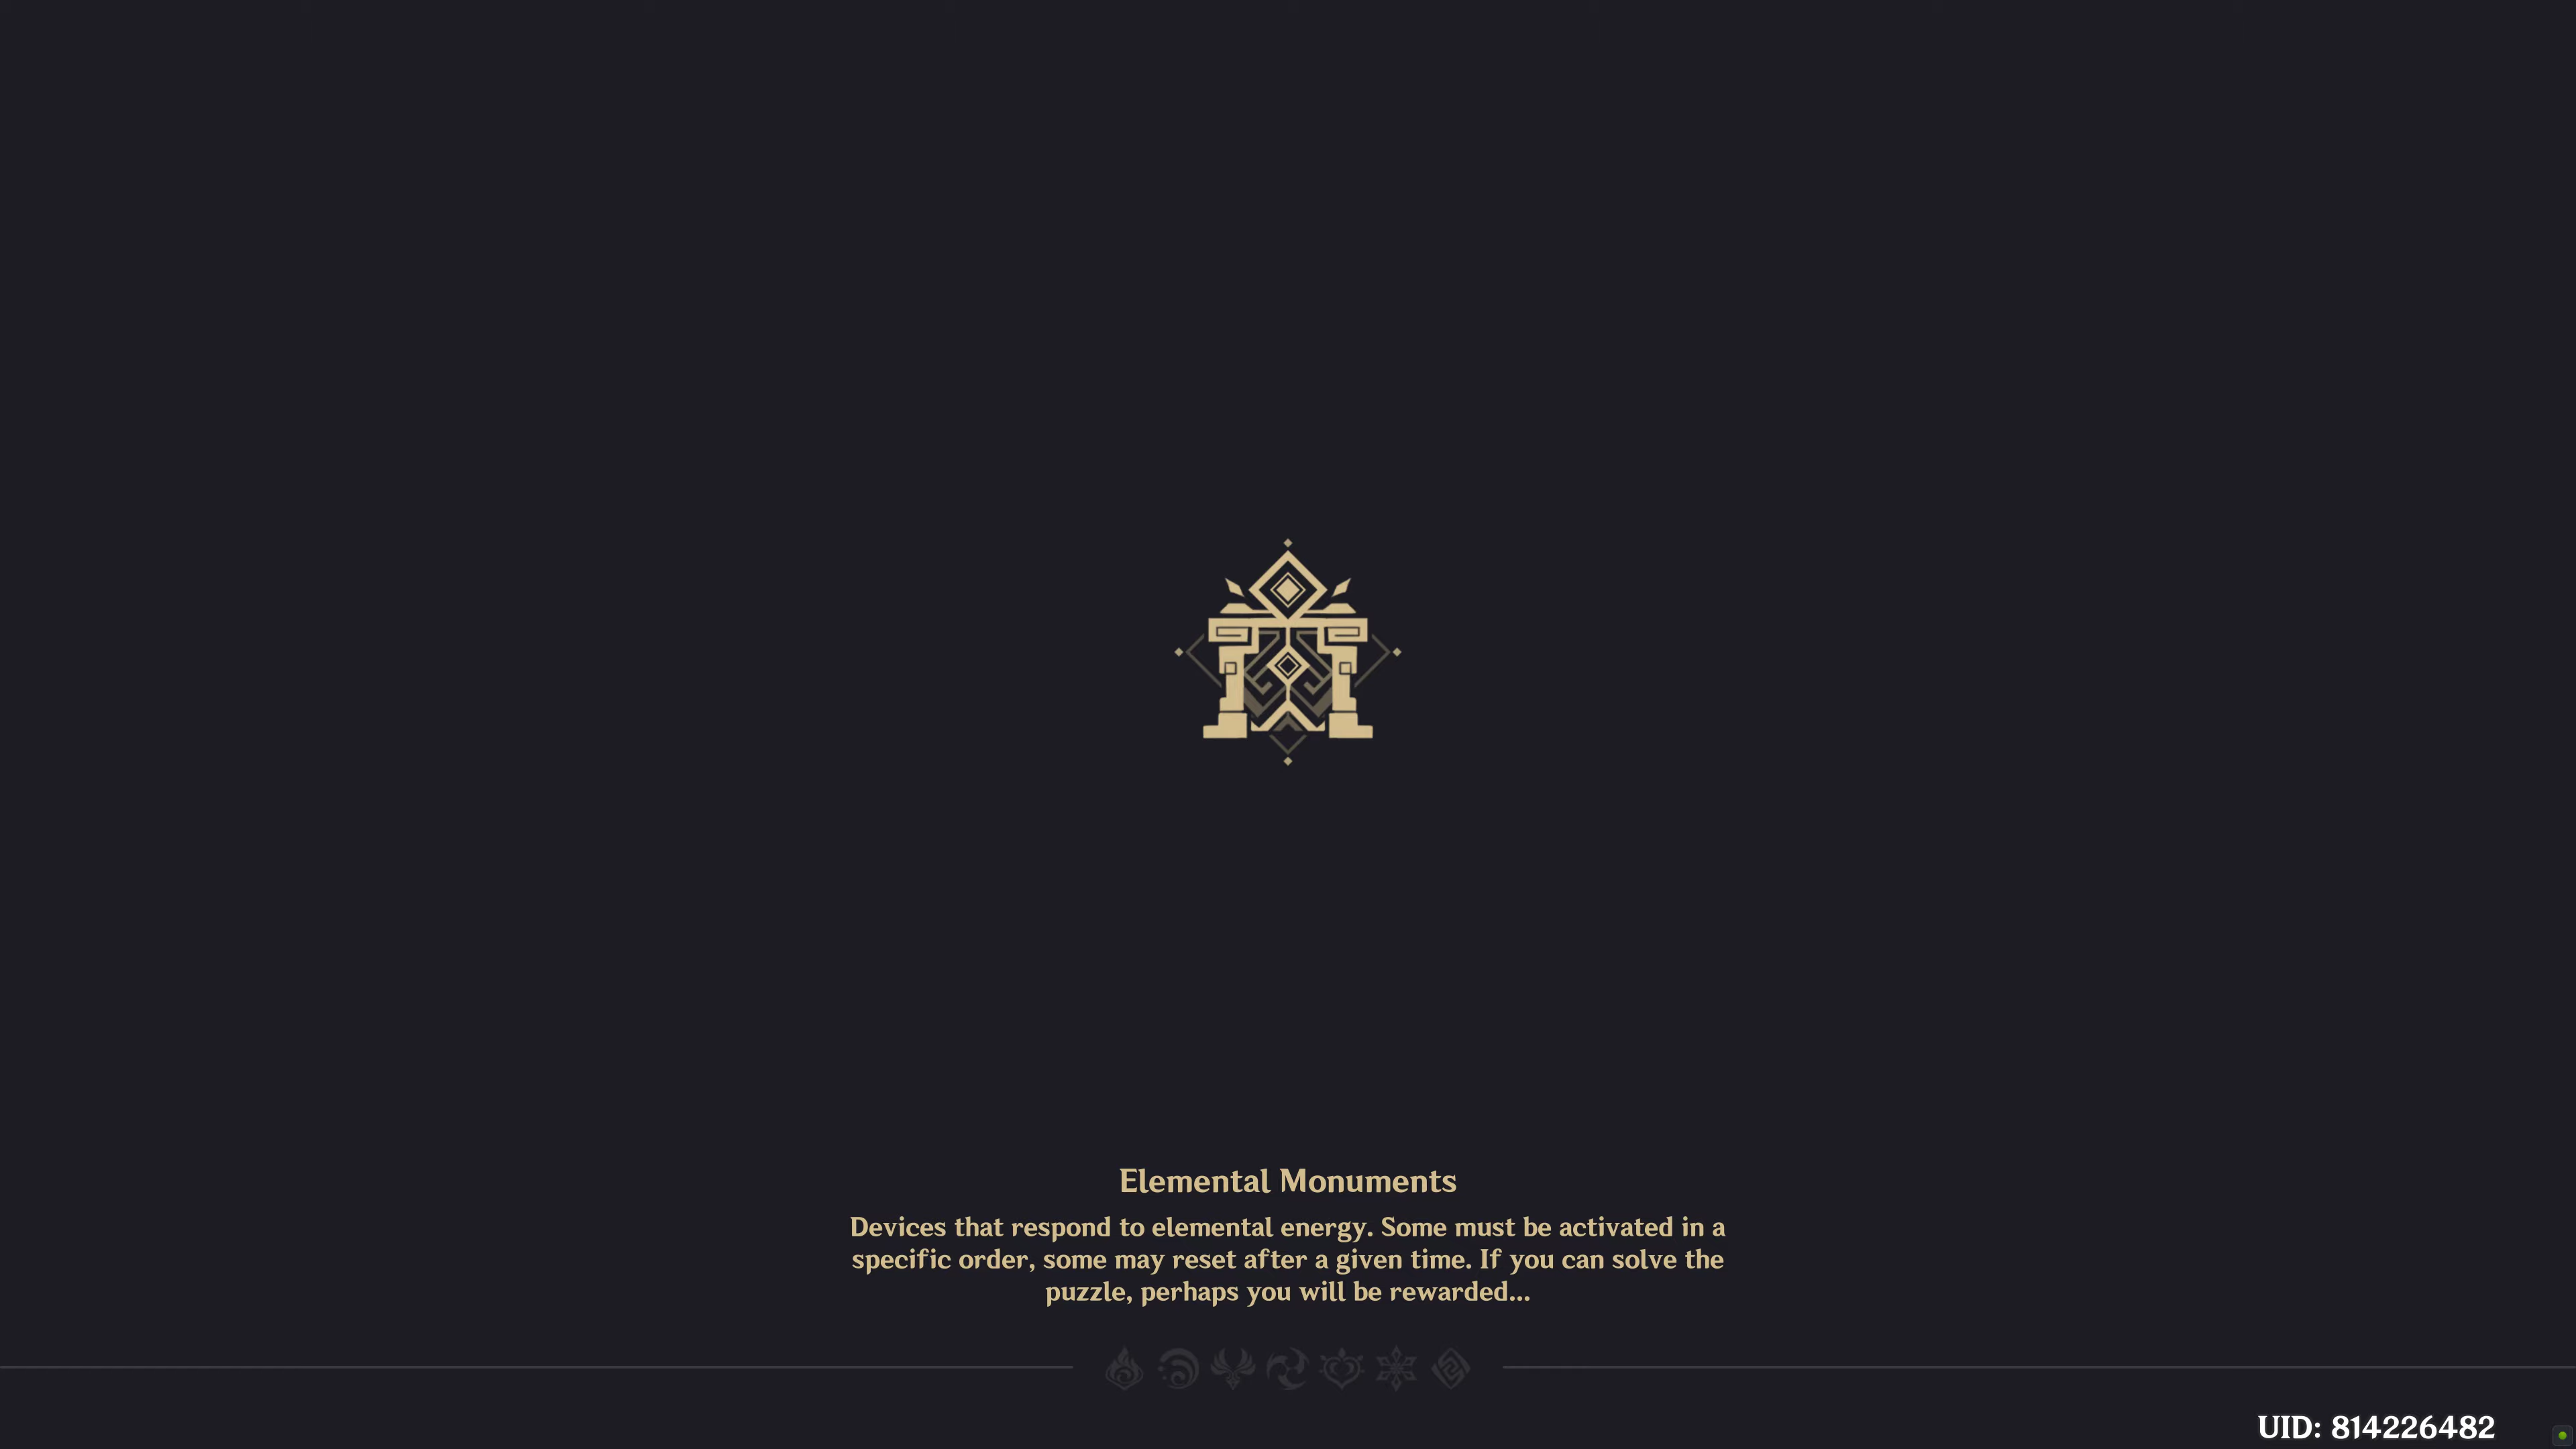 Elemental Monuments
Devices that respond to elemental energy. Some must be activated in a
specific order, some may reset after a given time. If you can solve the
puzzle, perhaps you will be rewarded...
UID: 814226482